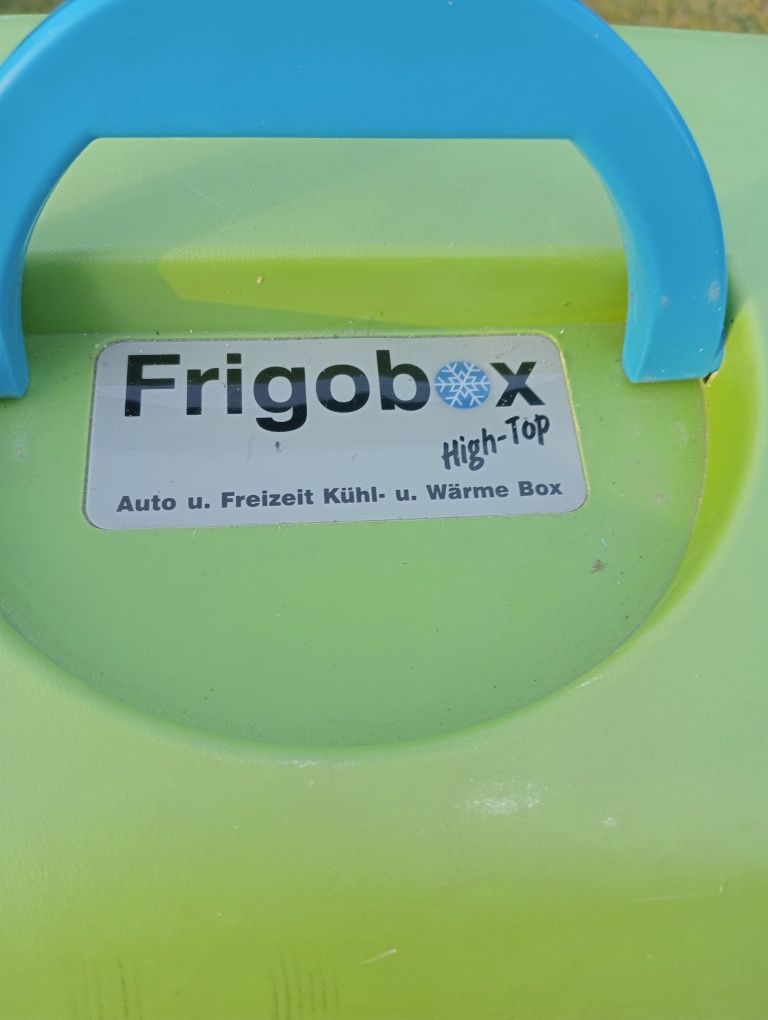 Frigobox
High-Top
Auto u. Freizeit Kühl- u. Wärme Box